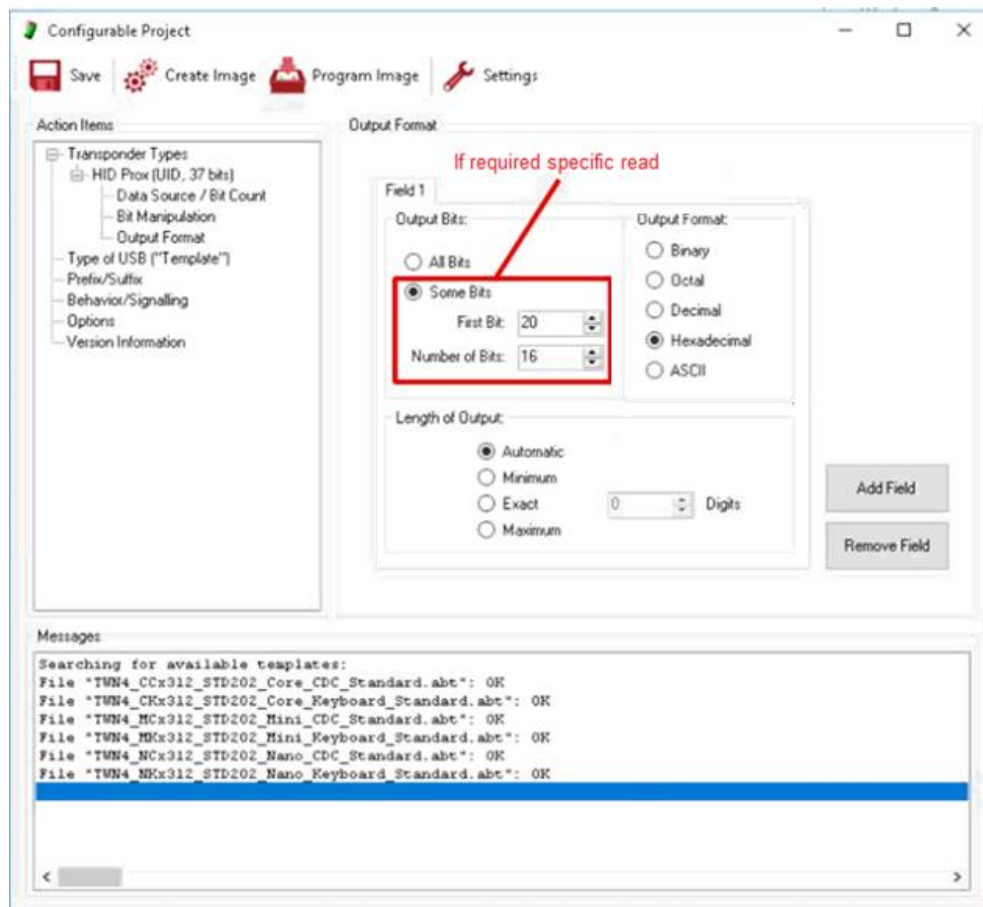 Configurable Project
Save Create Image Program Image Settings
Action Items
Transponder Types
HID Prox (UID, 37 bits)
Data Source / Bit Count
Bit Manipulation
Output Format
Type of USB ("Template")
Prefix/Suffix
Behavior/Signalling
Options
Version Information
Output Format
If required specific read
Field 1
Output Bits:
All Bits
Some Bits
First Bit: 20
Number of Bits: 16
Output Format:
Binary
Octal
Decimal
Hexadecimal
ASCII
Length of Output:
Automatic
Minimum
Exact 0 Digits
Maximum
Add Field
Remove Field
Messages
Searching for available templates:
File "TWN4_CCx312_STD202_Core_CDC_Standard.abt": OK
File "TWN4_CKx312_STD202_Core_Keyboard_Standard.abt": OK
File "TWN4_MCx312_STD202_Mini_CDC_Standard.abt": OK
File "TWN4_MKx312_STD202_Mini_Keyboard_Standard.abt": OK
File "TWN4_NCx312_STD202_Nano_CDC_Standard.abt": OK
File "TWN4_NKx312_STD202_Nano_Keyboard_Standard.abt": OK